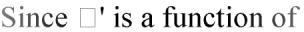 Since □' is a function of